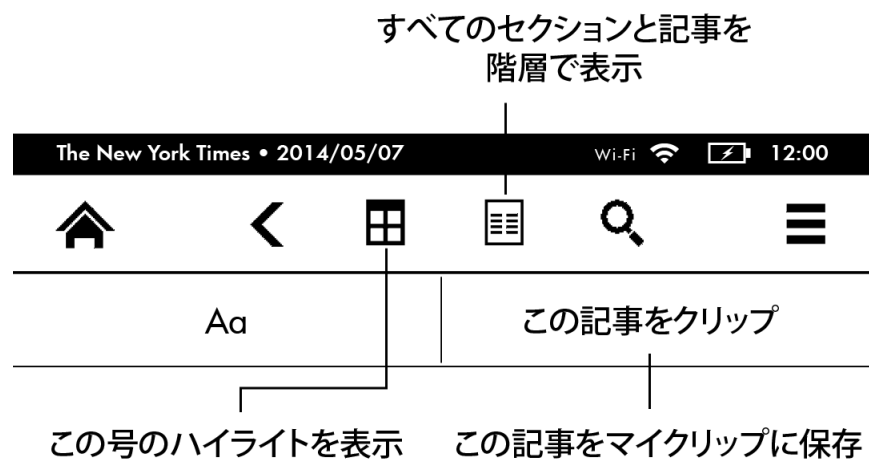 すべてのセクションと記事を
階層で表示
The New York Times • 2014/05/07 Wi-Fi 12:00
Aa この記事をクリップ
この号のハイライトを表示 この記事をマイクリップに保存